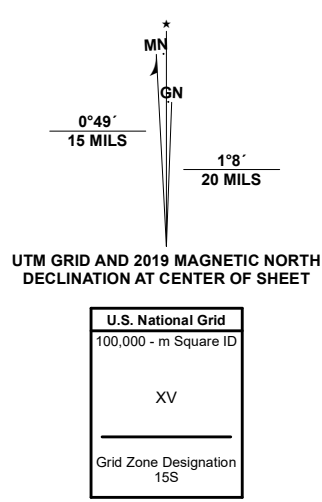 ★
MN
GN
0°49´
15 MILS
1°8´
20 MILS
UTM GRID AND 2019 MAGNETIC NORTH
DECLINATION AT CENTER OF SHEET
U.S. National Grid
100,000 - m Square ID
XV
Grid Zone Designation
15S